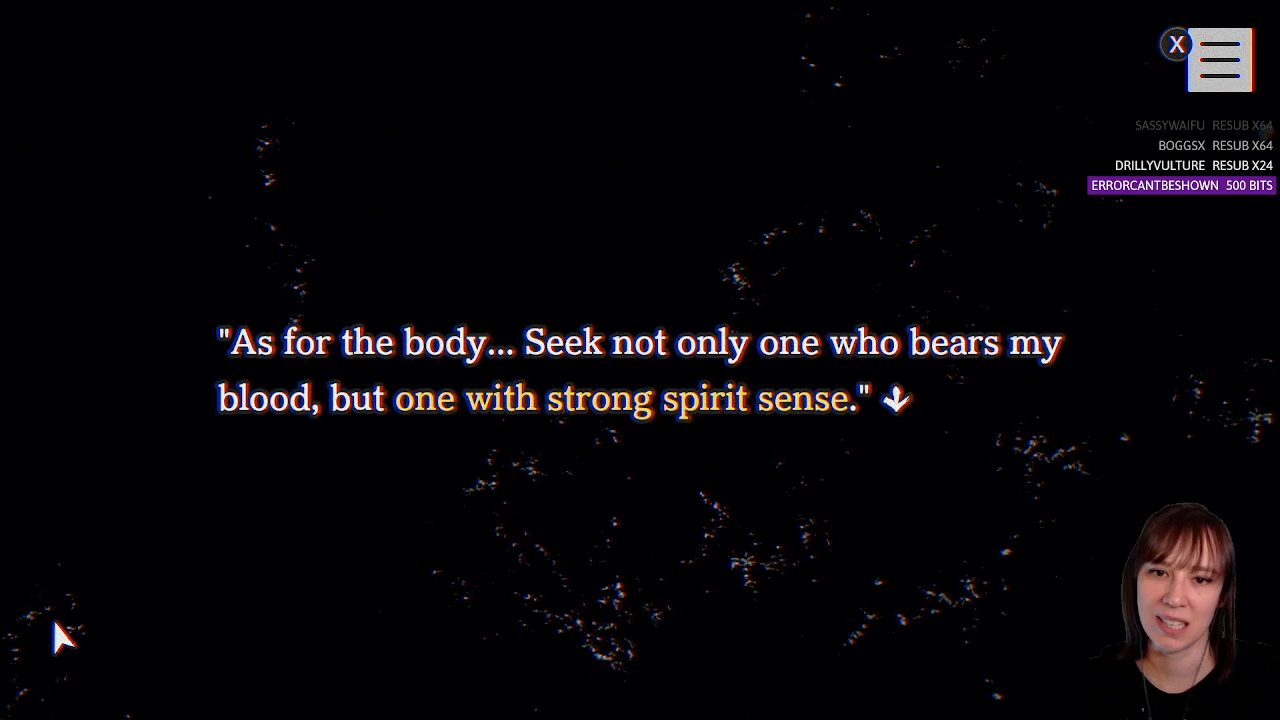 X
SASSYWAIFU RESUB X64
BOGGSX RESUB X64
DRILLYVULTURE RESUB X24
ERRORCANTBESHOWN 500 BITS
"As for the body... Seek not only one who bears my
blood, but one with strong spirit sense."